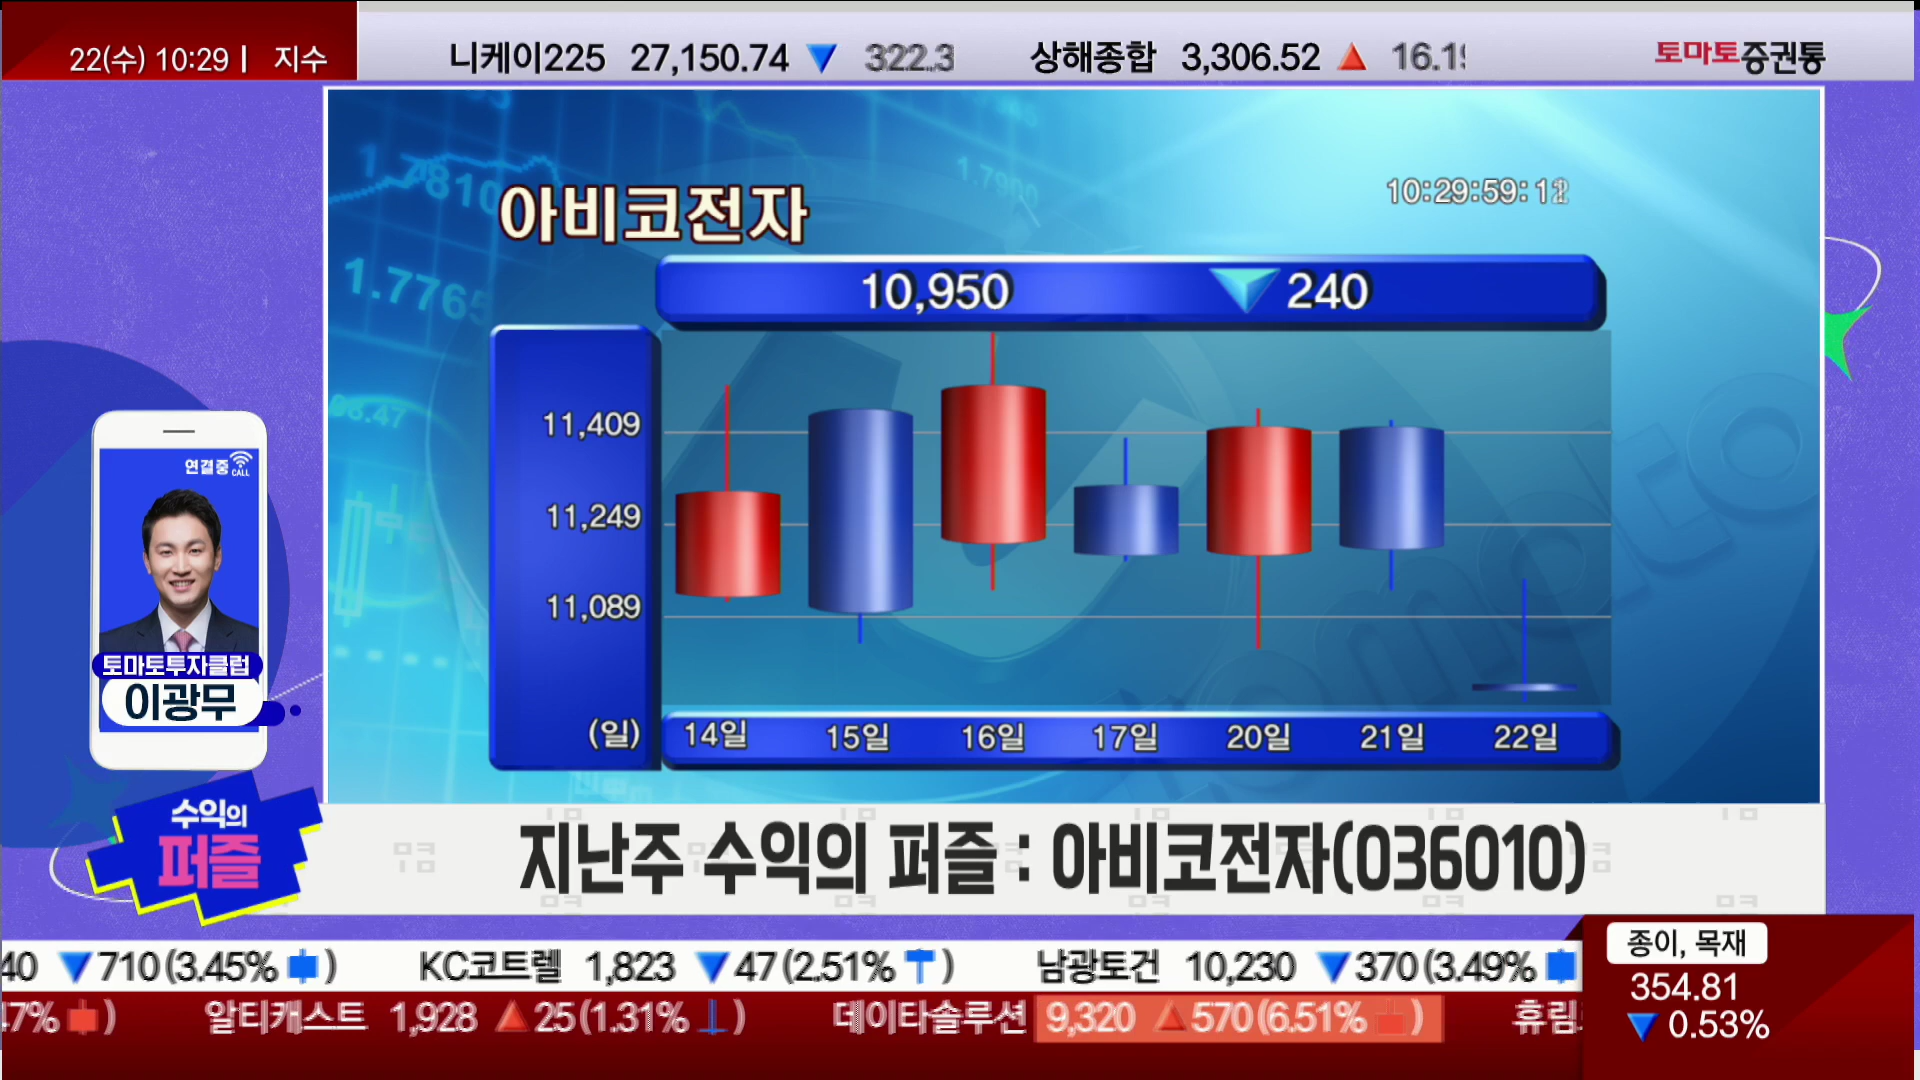 22(수) 10:29 | 지수
니케이225 27,150.74 ▼ 322.3
상해종합 3,306.52 ▲ 16.1
토마토증권통
아비코전자
10:29:59:
10,950 ▼ 240
11,409
11,249
11,089
(일) 14일 15일 16일 17일 20일 21일 22일
연결중 CALL
토마토투자클럽
이광무
수익의
퍼즐
지난주 수익의 퍼즐 : 아비코전자(036010)
40 ▼710(3.45% ) KC코트렐 1,823 ▼47(2.51% ) 남광토건 10,230 ▼370(3.49%
47% ) 알티캐스트 1,928 ▲25(1.31% ) 데이타솔루션 9,320 ▲570(6.51% ) 휴림
종이, 목재
354.81
▼ 0.53%